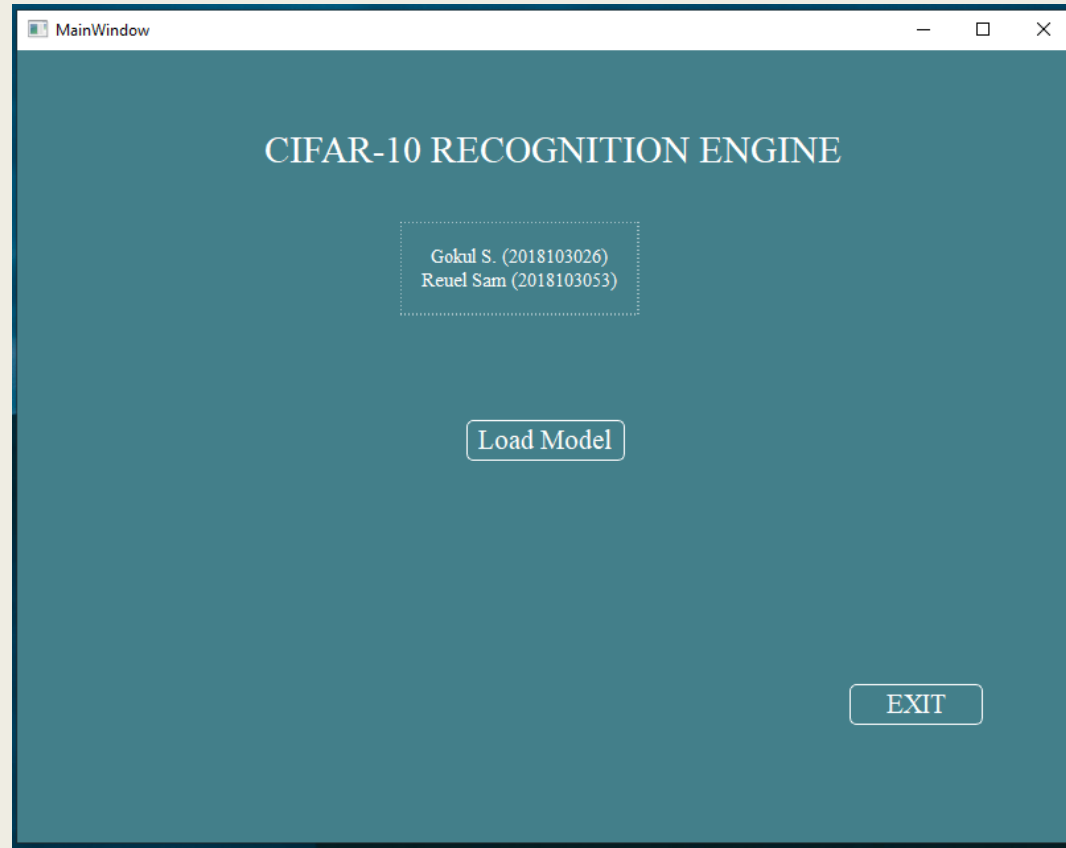 MainWindow
CIFAR-10 RECOGNITION ENGINE
Gokul S. (2018103026)
Reuel Sam (2018103053)
Load Model
EXIT